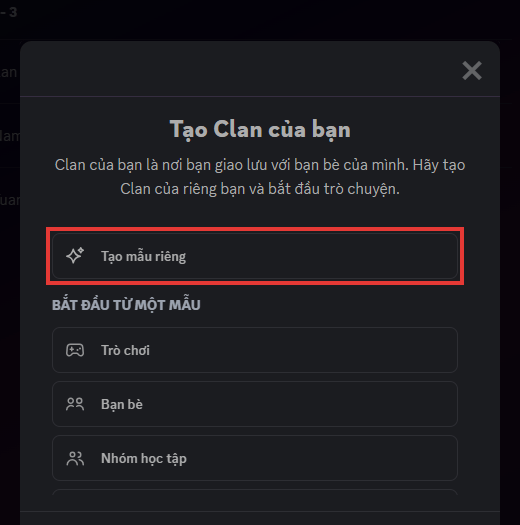 - 3
Tạo Clan của bạn
Clan của bạn là nơi bạn giao lưu với bạn bè của mình. Hãy tạo
Clan của riêng bạn và bắt đầu trò chuyện.
Tạo mẫu riêng
BẮT ĐẦU TỪ MỘT MẪU
Trò chơi
Bạn bè
Nhóm học tập